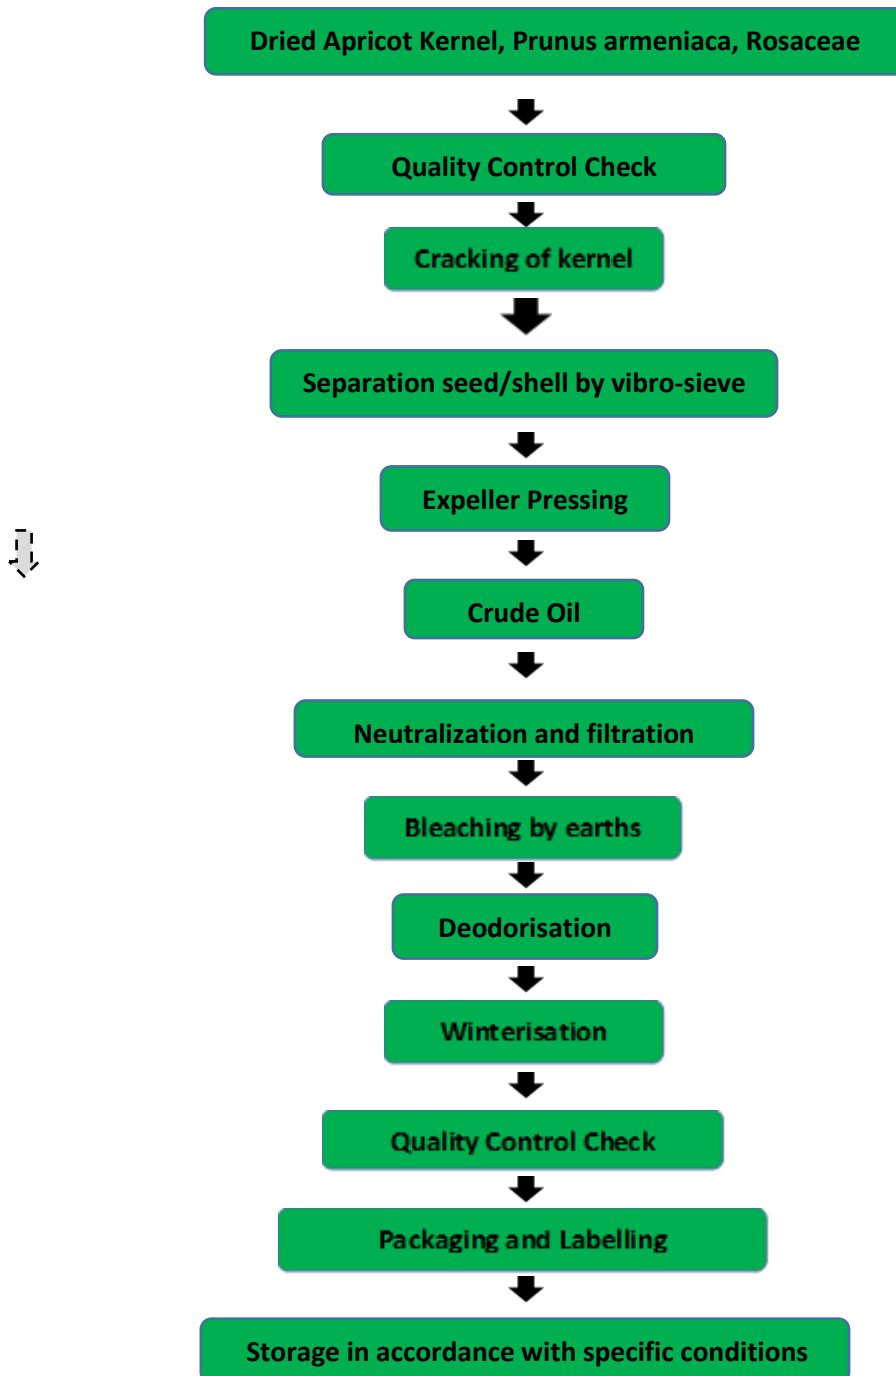 Dried Apricot Kernel, Prunus armeniaca, Rosaceae
Quality Control Check
Cracking of kernel
Separation seed/shell by vibro-sieve
Expeller Pressing
Crude Oil
Neutralization and filtration
Bleaching by earths
Deodorisation
Winterisation
Quality Control Check
Packaging and Labelling
Storage in accordance with specific conditions